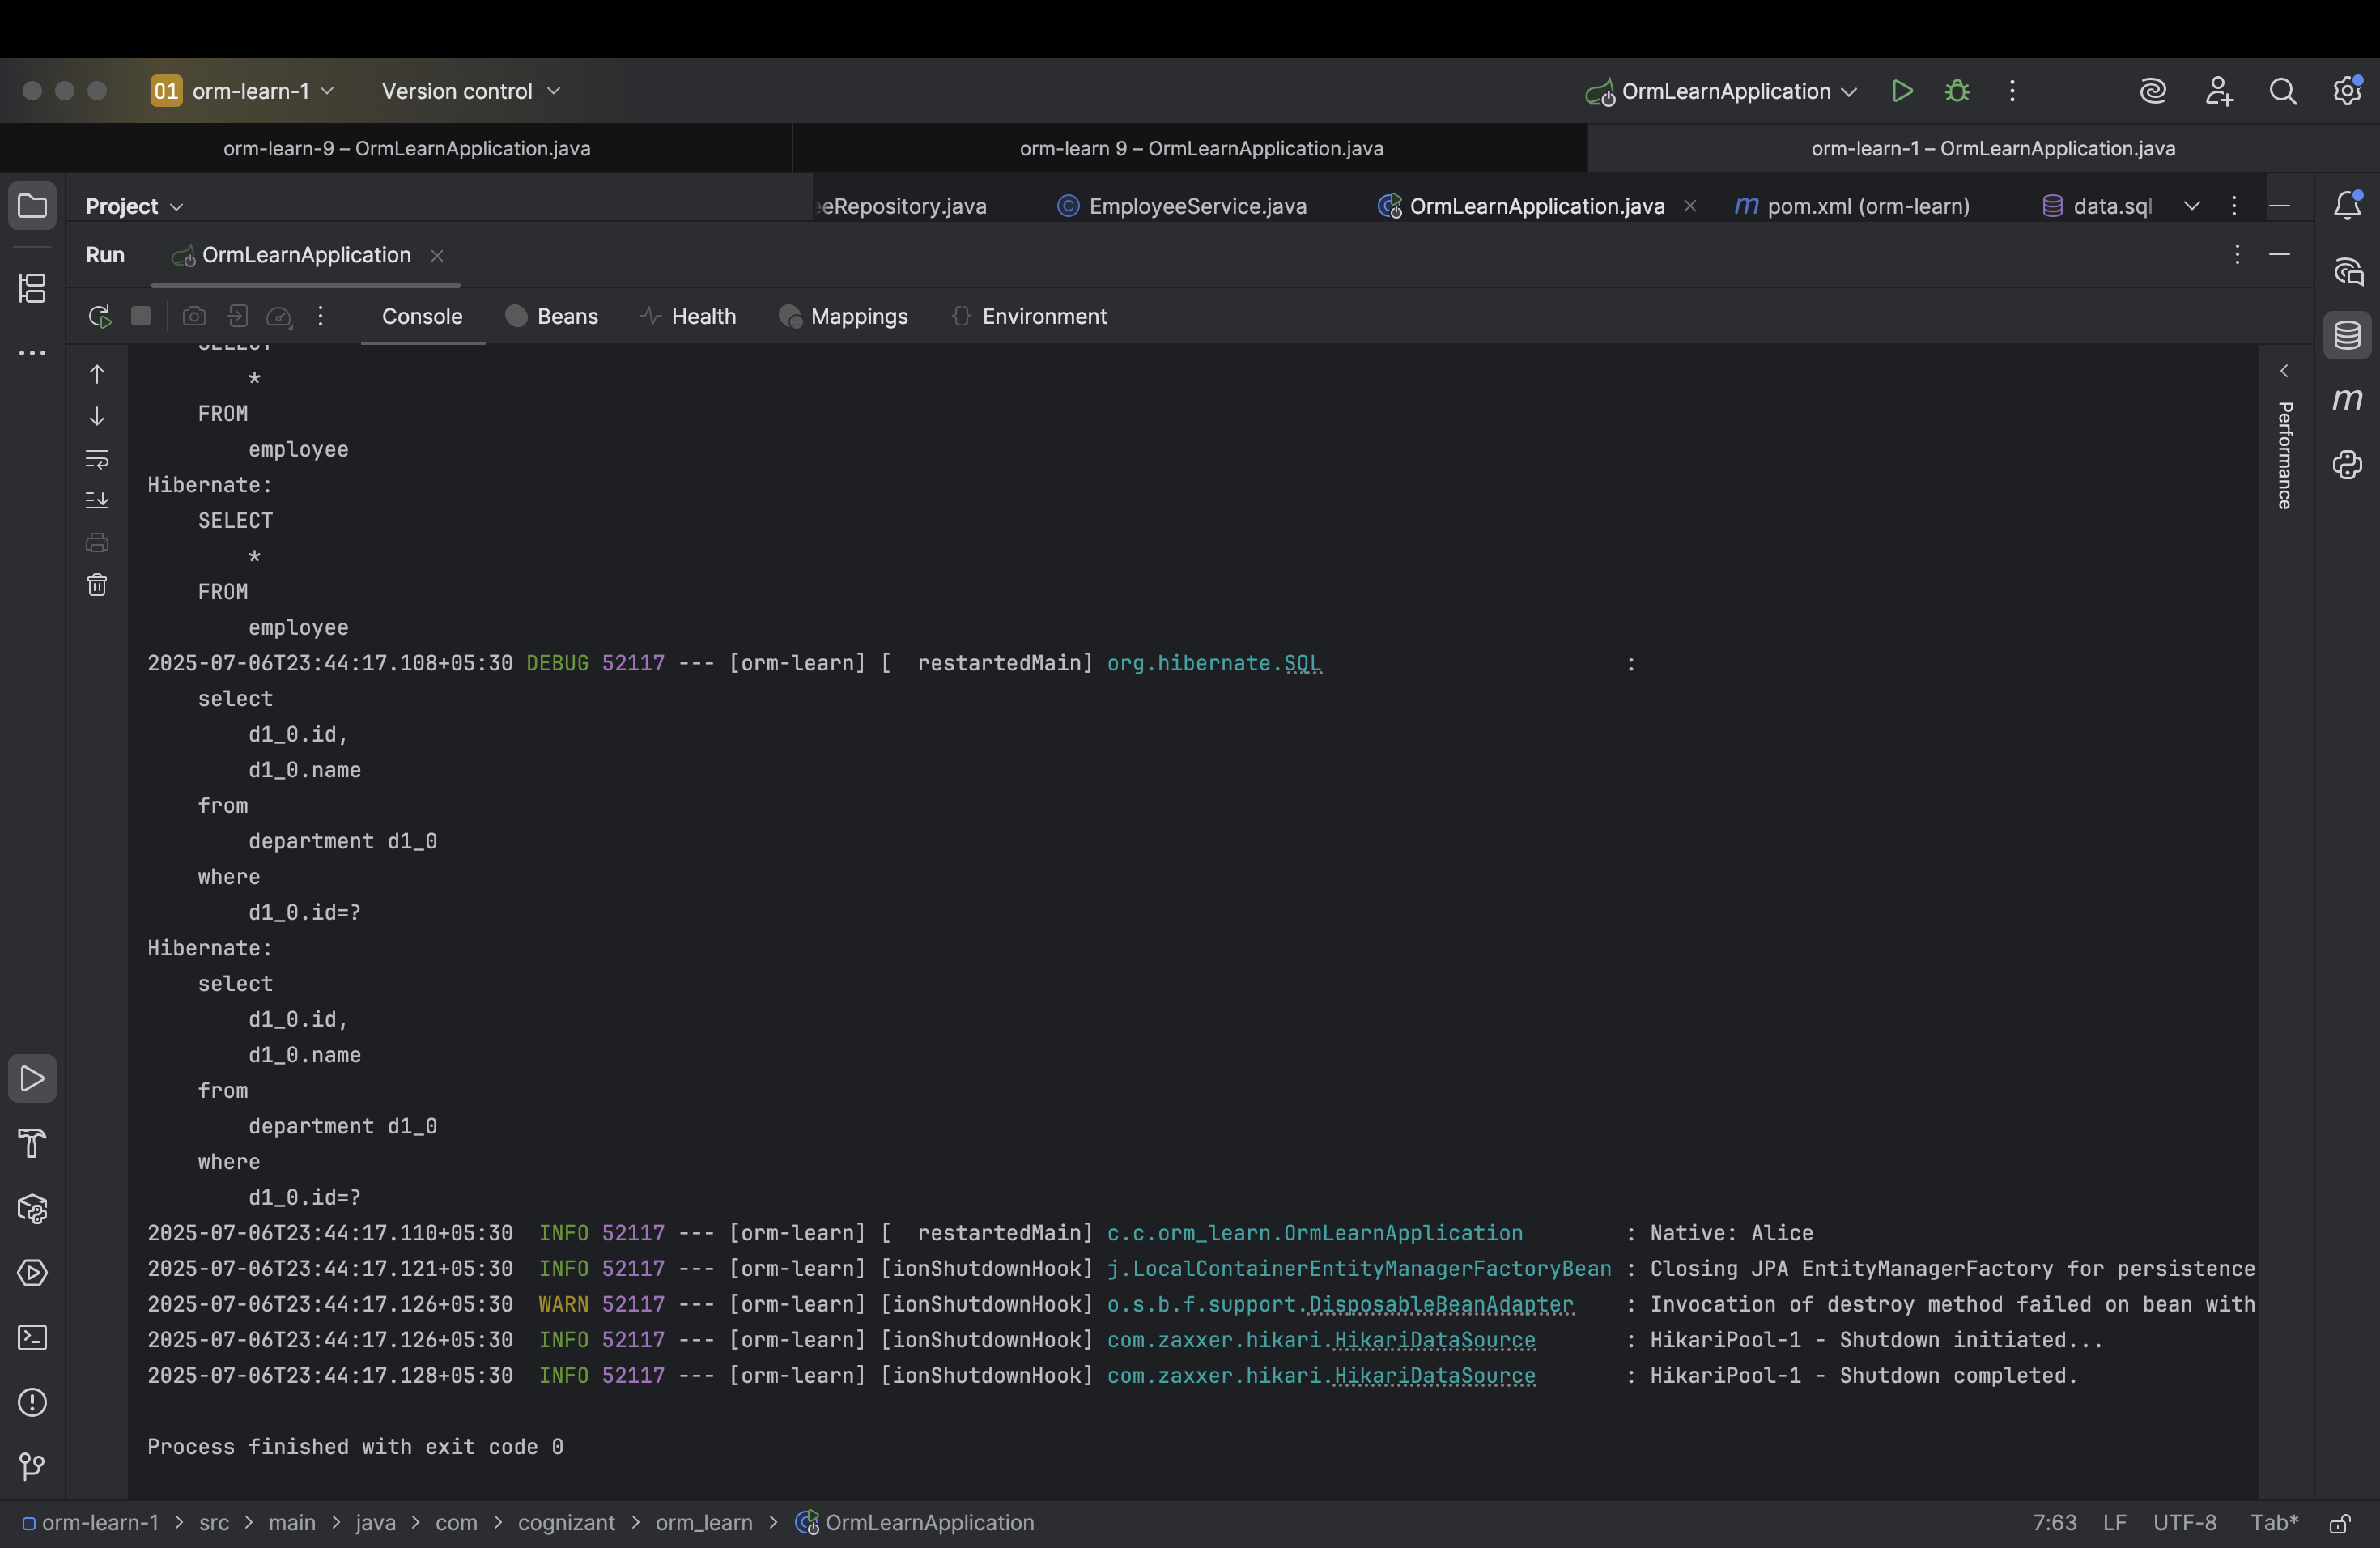 01 orm-learn-1 Version control OrmLearnApplication
orm-learn-9 – OrmLearnApplication.java orm-learn 9 – OrmLearnApplication.java orm-learn-1 – OrmLearnApplication.java
Project eRepository.java EmployeeService.java OrmLearnApplication.java m pom.xml (orm-learn) data.sql
Run OrmLearnApplication
Console Beans Health Mappings Environment
SELECT
*
FROM
employee
Hibernate:
SELECT
*
FROM
employee
2025-07-06T23:44:17.108+05:30 DEBUG 52117 --- [orm-learn] [  restartedMain] org.hibernate.SQL :
select
d1_0.id,
d1_0.name
from
department d1_0
where
d1_0.id=?
Hibernate:
select
d1_0.id,
d1_0.name
from
department d1_0
where
d1_0.id=?
2025-07-06T23:44:17.110+05:30 INFO 52117 --- [orm-learn] [  restartedMain] c.c.orm_learn.OrmLearnApplication : Native: Alice
2025-07-06T23:44:17.121+05:30 INFO 52117 --- [orm-learn] [ionShutdownHook] j.LocalContainerEntityManagerFactoryBean : Closing JPA EntityManagerFactory for persistence
2025-07-06T23:44:17.126+05:30 WARN 52117 --- [orm-learn] [ionShutdownHook] o.s.b.f.support.DisposableBeanAdapter : Invocation of destroy method failed on bean with
2025-07-06T23:44:17.126+05:30 INFO 52117 --- [orm-learn] [ionShutdownHook] com.zaxxer.hikari.HikariDataSource : HikariPool-1 - Shutdown initiated...
2025-07-06T23:44:17.128+05:30 INFO 52117 --- [orm-learn] [ionShutdownHook] com.zaxxer.hikari.HikariDataSource : HikariPool-1 - Shutdown completed.
Process finished with exit code 0
Performance
m
orm-learn-1 > src > main > java > com > cognizant > orm_learn > OrmLearnApplication 7:63 LF UTF-8 Tab*